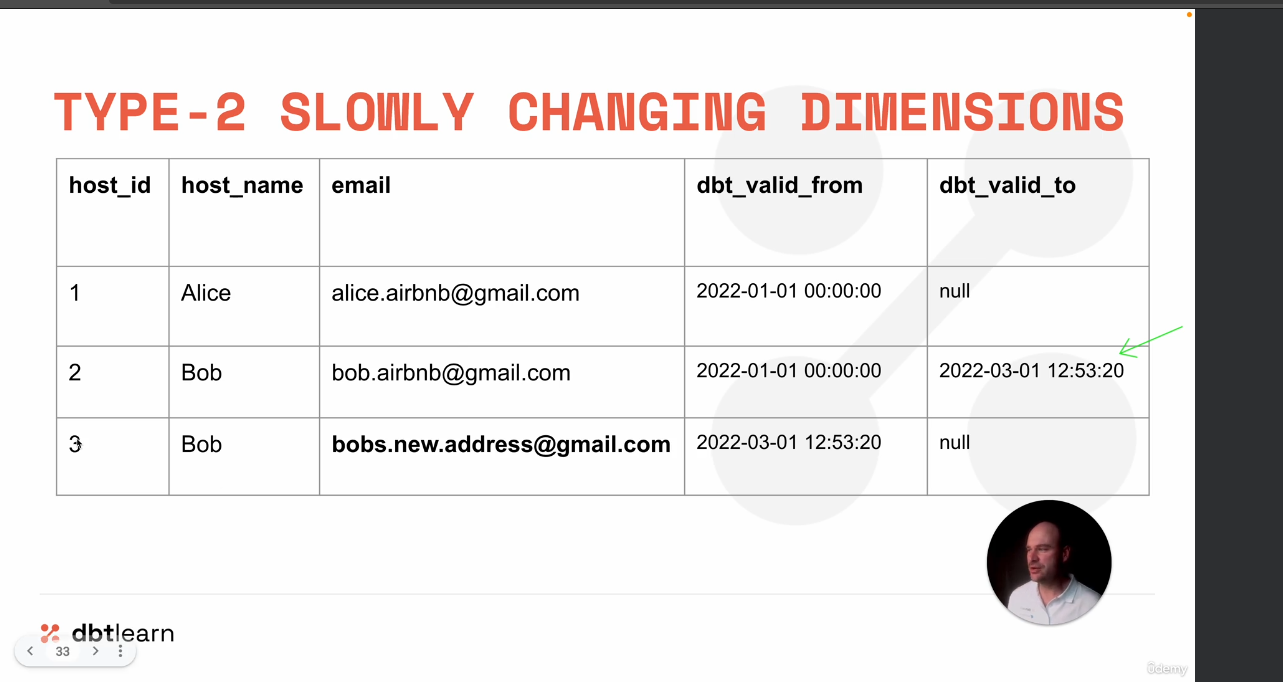 TYPE-2 SLOWLY CHANGING DIMENSIONS
host_id host_name email dbt_valid_from dbt_valid_to
1 Alice alice.airbnb@gmail.com 2022-01-01 00:00:00 null
2 Bob bob.airbnb@gmail.com 2022-01-01 00:00:00 2022-03-01 12:53:20
3 Bob bobs.new.address@gmail.com 2022-03-01 12:53:20 null
dbtlearn
33
ûdemy